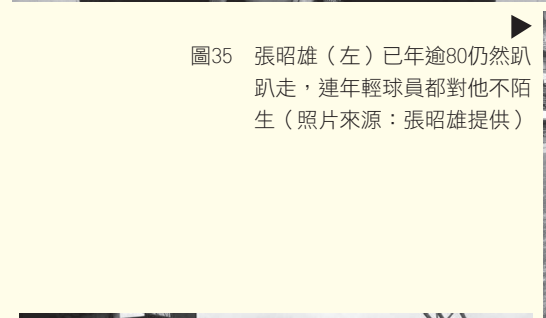 圖35 張昭雄（左）已年逾80仍然趴
趴走，連年輕球員都對他不陌
生（照片來源：張昭雄提供）